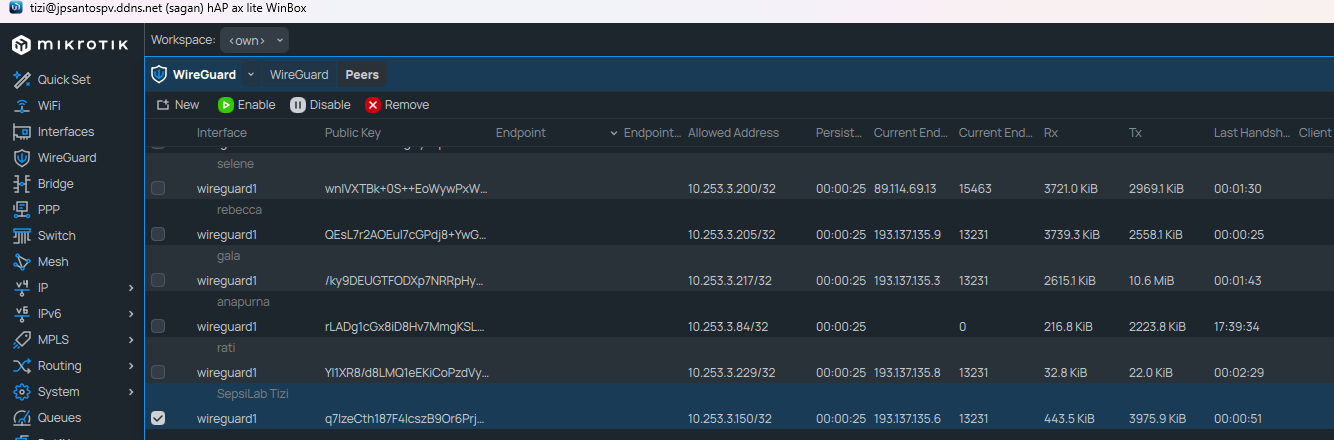 tizi@jpsantospv.ddns.net (sagan) hAP ax lite WinBox
MikroTik
Workspace: <own>
Quick Set
WiFi
Interfaces
WireGuard
Bridge
PPP
Switch
Mesh
IP
IPv6
MPLS
Routing
System
Queues
WireGuard WireGuard Peers
New Enable Disable Remove
Interface Public Key Endpoint Endpoint... Allowed Address Persist... Current End... Current End... Rx Tx Last Handsh... Client
selene
wireguard1 wnlVXTBk+0S++EoWywPxW... 10.253.3.200/32 00:00:25 89.114.69.13 15463 3721.0 KiB 2969.1 KiB 00:01:30
rebecca
wireguard1 QEsL7r2AOEul7cGPdj8+YwG... 10.253.3.205/32 00:00:25 193.137.135.9 13231 3739.3 KiB 2558.1 KiB 00:00:25
gala
wireguard1 /ky9DEUGTFODXp7NRRpHy... 10.253.3.217/32 00:00:25 193.137.135.3 13231 2615.1 KiB 10.6 MiB 00:01:43
anapurna
wireguard1 rLADg1cGx8iD8Hv7MmgKSL... 10.253.3.84/32 00:00:25 0 216.8 KiB 2223.8 KiB 17:39:34
rati
wireguard1 Yl1XR8/d8LMQ1eEKiCoPzdVy... 10.253.3.229/32 00:00:25 193.137.135.8 13231 32.8 KiB 22.0 KiB 00:02:29
SepsiLab Tizi
wireguard1 q7IzeCth187F4IcszB9Or6Prj... 10.253.3.150/32 00:00:25 193.137.135.6 13231 443.5 KiB 3975.9 KiB 00:00:51